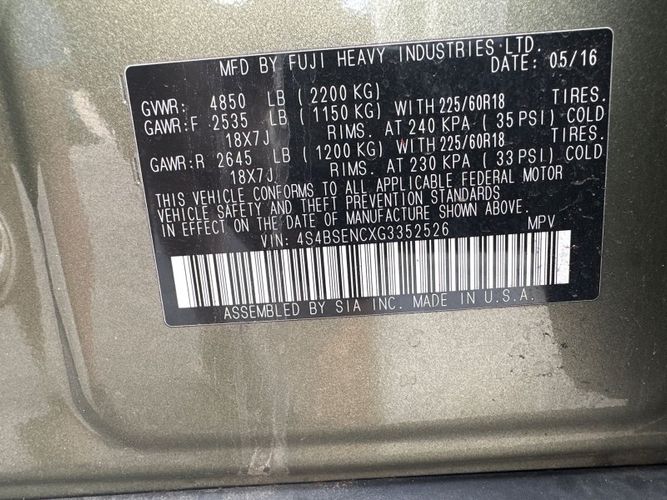 MFD BY FUJI HEAVY INDUSTRIES LTD.
DATE: 05/16
GVWR: 4850 LB (2200 KG)
GAWR:F 2535 LB (1150 KG) WITH 225/60R18 TIRES.
18X7J RIMS. AT 240 KPA (35 PSI) COLD
GAWR:R 2645 LB (1200 KG) WITH 225/60R18 TIRES.
18X7J RIMS. AT 230 KPA (33 PSI) COLD
THIS VEHICLE CONFORMS TO ALL APPLICABLE FEDERAL MOTOR
VEHICLE SAFETY AND THEFT PREVENTION STANDARDS
IN EFFECT ON THE DATE OF MANUFACTURE SHOWN ABOVE.
VIN: 4S4BSENCXG3352526 MPV
ASSEMBLED BY SIA INC. MADE IN U.S.A.